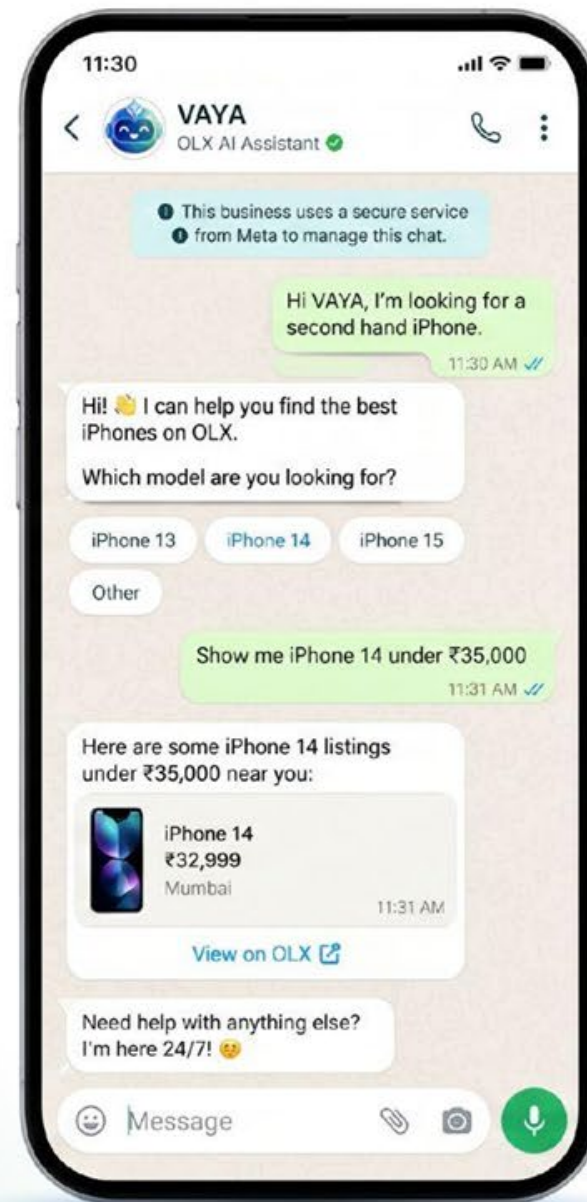 11:30
VAYA
OLX AI Assistant
This business uses a secure service
from Meta to manage this chat.
Hi VAYA, I'm looking for a
second hand iPhone.
11:30 AM
Hi! 👋 I can help you find the best
iPhones on OLX.
Which model are you looking for?
iPhone 13
iPhone 14
iPhone 15
Other
Show me iPhone 14 under ₹35,000
11:31 AM
Here are some iPhone 14 listings
under ₹35,000 near you:
iPhone 14
₹32,999
Mumbai
11:31 AM
View on OLX
Need help with anything else?
I'm here 24/7! 😊
Message